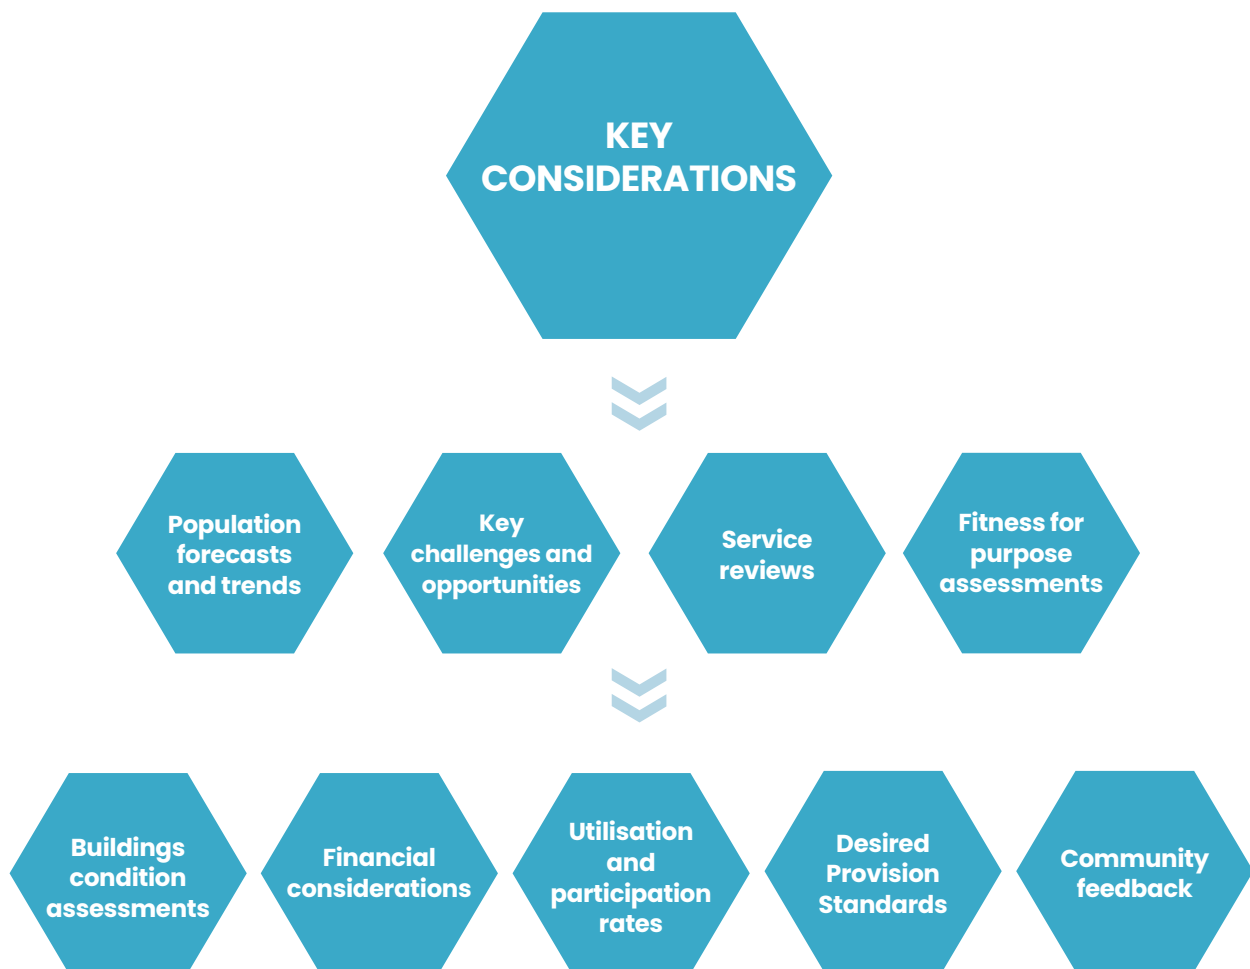 KEY
CONSIDERATIONS
Population
forecasts
and trends
Key
challenges and
opportunities
Service
reviews
Fitness for
purpose
assessments
Buildings
condition
assessments
Financial
considerations
Utilisation
and
participation
rates
Desired
Provision
Standards
Community
feedback